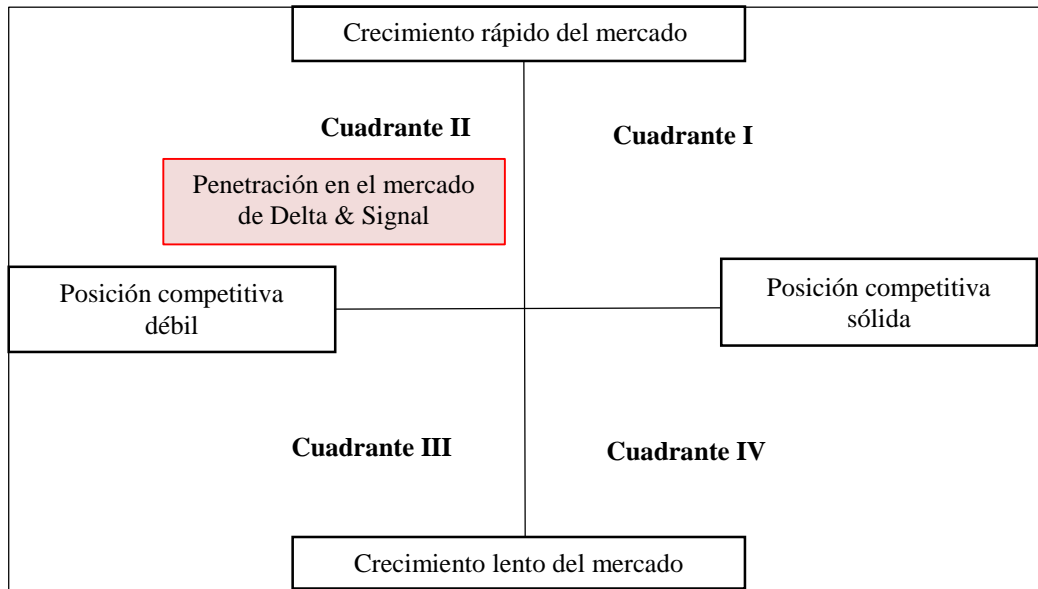 Crecimiento rápido del mercado
Cuadrante II
Cuadrante I
Penetración en el mercado
de Delta & Signal
Posición competitiva
débil
Posición competitiva
sólida
Cuadrante III
Cuadrante IV
Crecimiento lento del mercado